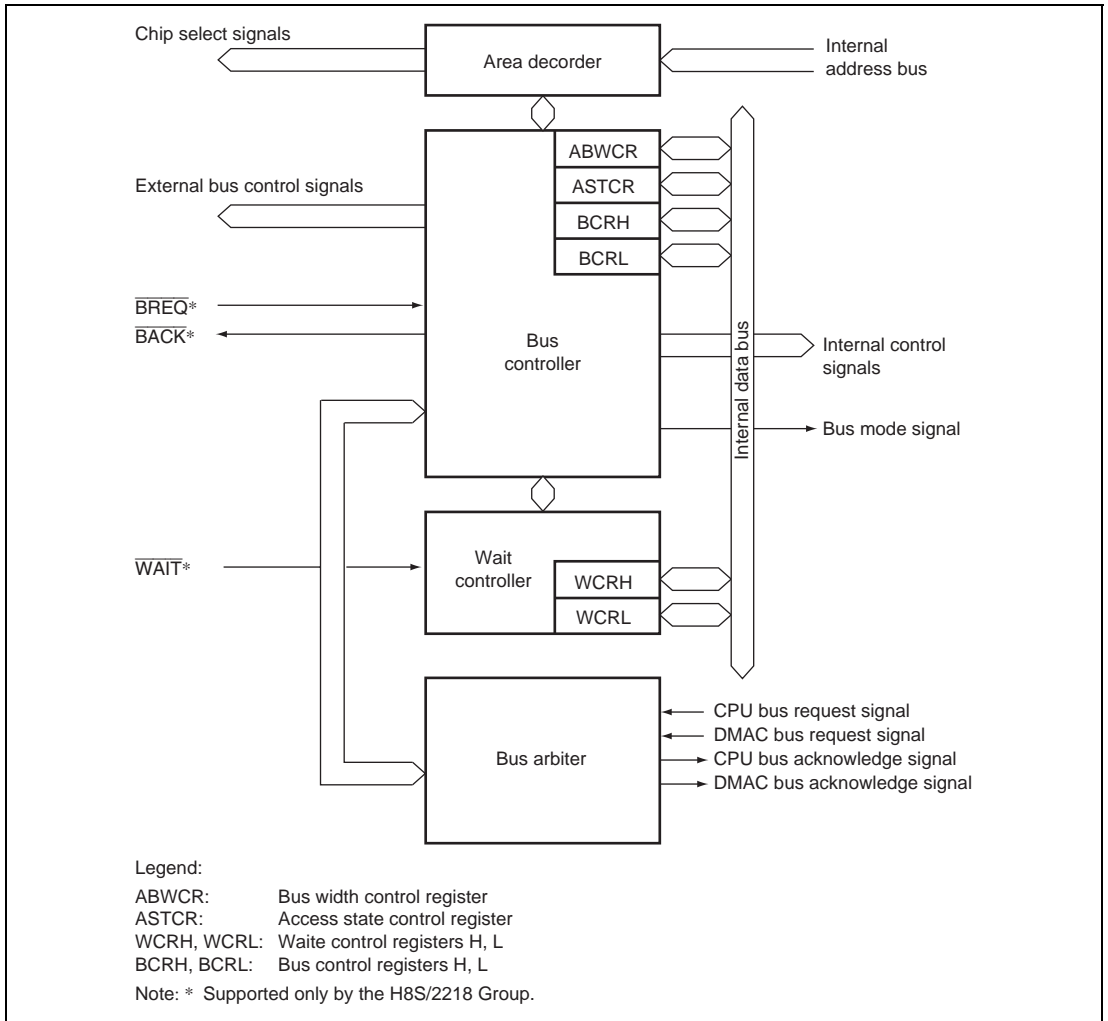 Chip select signals
Area decorder
Internal
address bus
ABWCR
ASTCR
External bus control signals
BCRH
BCRL
BREQ*
BACK*
Bus
controller
Internal control
signals
Bus mode signal
Internal data bus
WAIT*
Wait
controller
WCRH
WCRL
Bus arbiter
CPU bus request signal
DMAC bus request signal
CPU bus acknowledge signal
DMAC bus acknowledge signal
Legend:
ABWCR: Bus width control register
ASTCR: Access state control register
WCRH, WCRL: Waite control registers H, L
BCRH, BCRL: Bus control registers H, L
Note: * Supported only by the H8S/2218 Group.